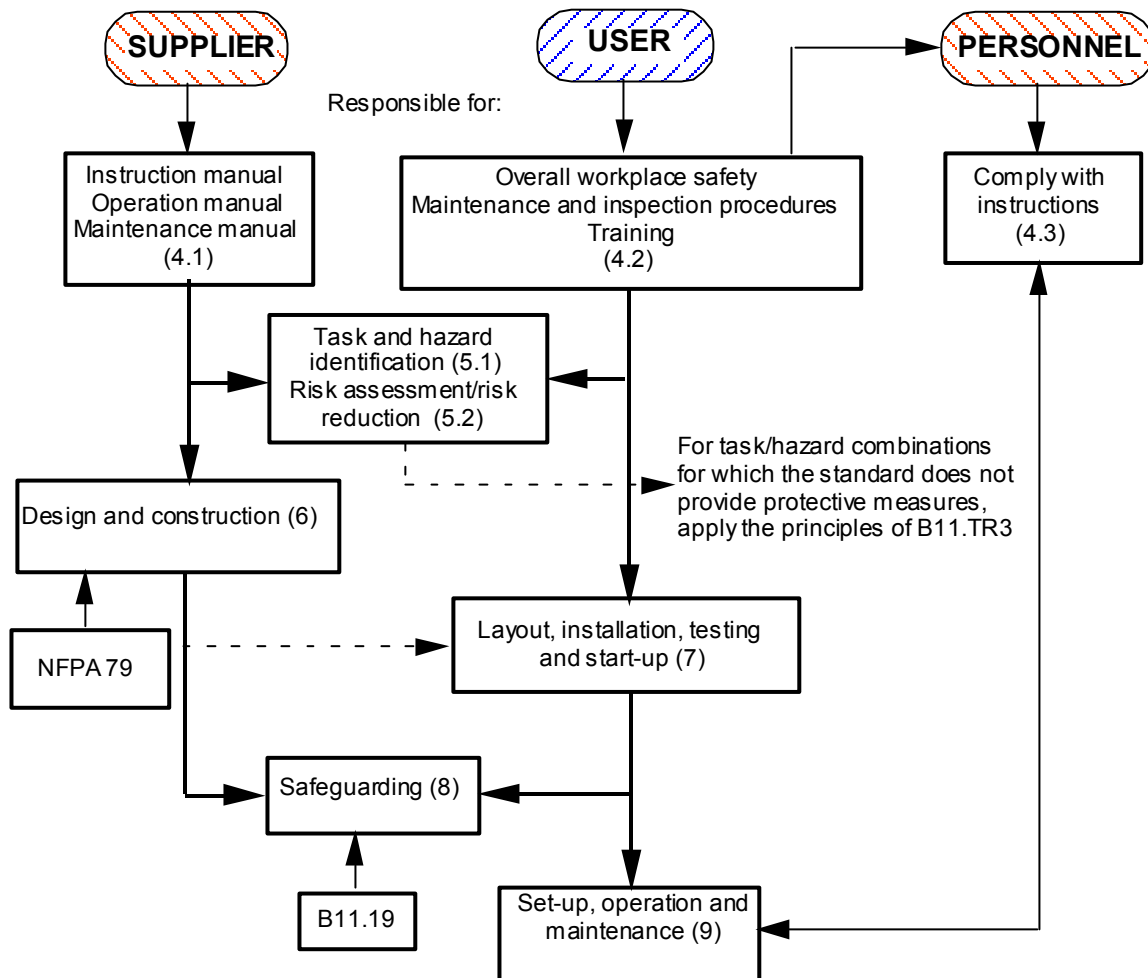 SUPPLIER
USER
PERSONNEL
Responsible for:
Instruction manual
Operation manual
Maintenance manual
(4.1)
Overall workplace safety
Maintenance and inspection procedures
Training
(4.2)
Comply with
instructions
(4.3)
Task and hazard
identification (5.1)
Risk assessment/risk
reduction (5.2)
For task/hazard combinations
for which the standard does not
provide protective measures,
apply the principles of B11.TR3
Design and construction (6)
NFPA 79
Layout, installation, testing
and start-up (7)
Safeguarding (8)
B11.19
Set-up, operation and
maintenance (9)